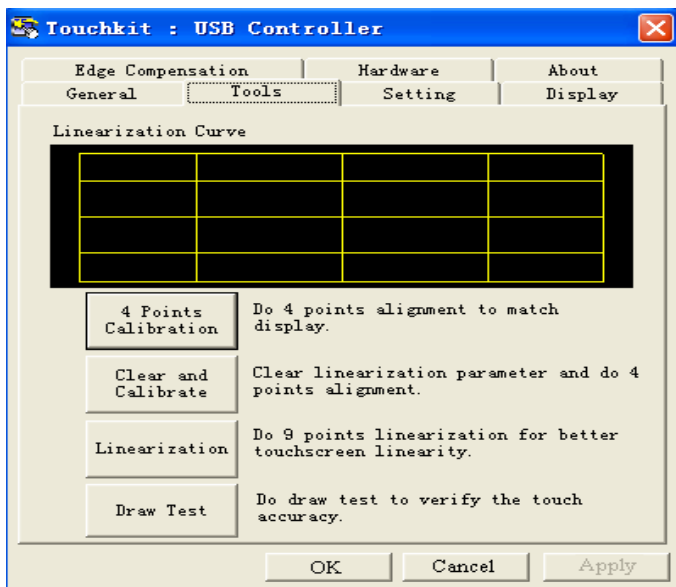 Touchkit : USB Controller
Edge Compensation Hardware About
General Tools Setting Display
Linearization Curve
4 Points
Calibration
Do 4 points alignment to match
display.
Clear and
Calibrate
Clear linearization parameter and do 4
points alignment.
Linearization
Do 9 points linearization for better
touchscreen linearity.
Draw Test
Do draw test to verify the touch
accuracy.
OK Cancel Apply